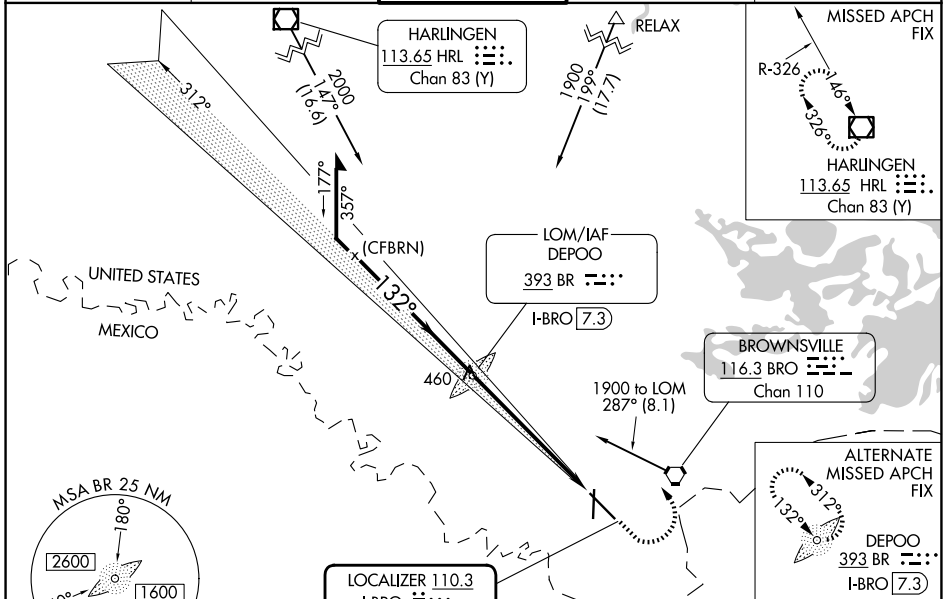 HARLINGEN
113.65 HRL
Chan 83 (Y)
RELAX
MISSED APCH
FIX
R-326
146°
326°
HARLINGEN
113.65 HRL
Chan 83 (Y)
2000
147°
(16.6)
1900
199°
(17.7)
312°
177°
357°
(CFBRN)
132°
LOM/IAF
DEPOO
393 BR
I-BRO 7.3
UNITED STATES
MEXICO
460
BROWNSVILLE
116.3 BRO
Chan 110
1900 to LOM
287° (8.1)
ALTERNATE
MISSED APCH
FIX
312°
132°
DEPOO
393 BR
I-BRO 7.3
MSA BR 25 NM
180°
2600
1600
LOCALIZER 110.3